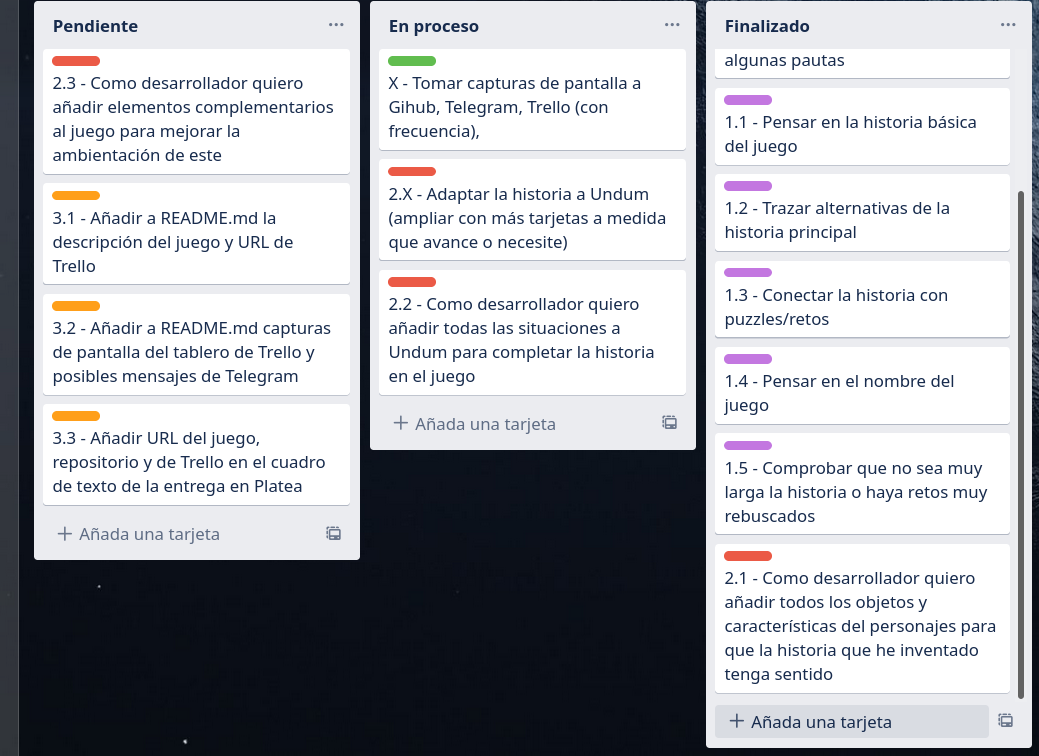 Pendiente
2.3 - Como desarrollador quiero
añadir elementos complementarios
al juego para mejorar la
ambientación de este
3.1 - Añadir a README.md la
descripción del juego y URL de
Trello
3.2 - Añadir a README.md capturas
de pantalla del tablero de Trello y
posibles mensajes de Telegram
3.3 - Añadir URL del juego,
repositorio y de Trello en el cuadro
de texto de la entrega en Platea
Añada una tarjeta
En proceso
X - Tomar capturas de pantalla a
Gihub, Telegram, Trello (con
frecuencia),
2.X - Adaptar la historia a Undum
(ampliar con más tarjetas a medida
que avance o necesite)
2.2 - Como desarrollador quiero
añadir todas las situaciones a
Undum para completar la historia
en el juego
Añada una tarjeta
Finalizado
algunas pautas
1.1 - Pensar en la historia básica
del juego
1.2 - Trazar alternativas de la
historia principal
1.3 - Conectar la historia con
puzzles/retos
1.4 - Pensar en el nombre del
juego
1.5 - Comprobar que no sea muy
larga la historia o haya retos muy
rebuscados
2.1 - Como desarrollador quiero
añadir todos los objetos y
características del personajes para
que la historia que he inventado
tenga sentido
Añada una tarjeta